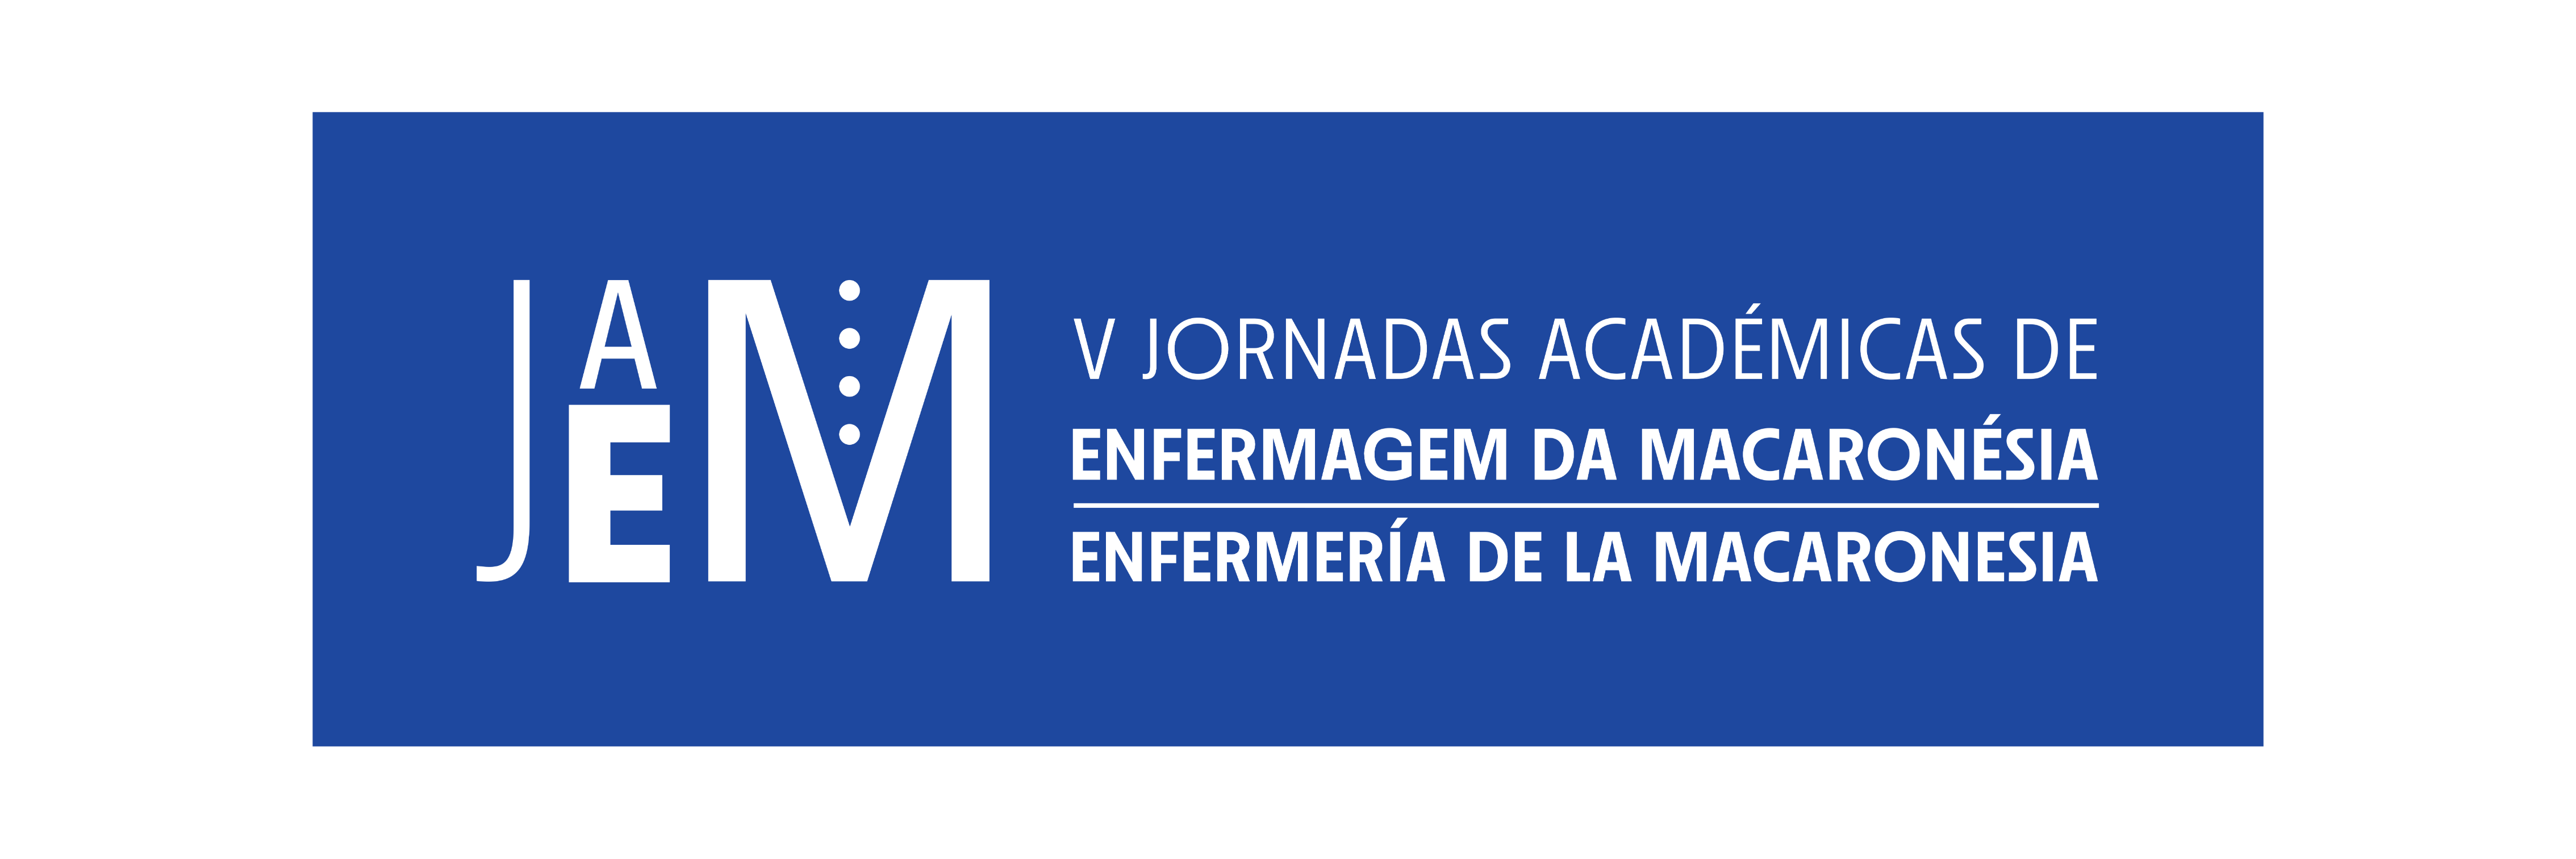 JAEM
V JORNADAS ACADÉMICAS DE
ENFERMAGEM DA MACARONÉSIA
ENFERMERÍA DE LA MACARONESIA